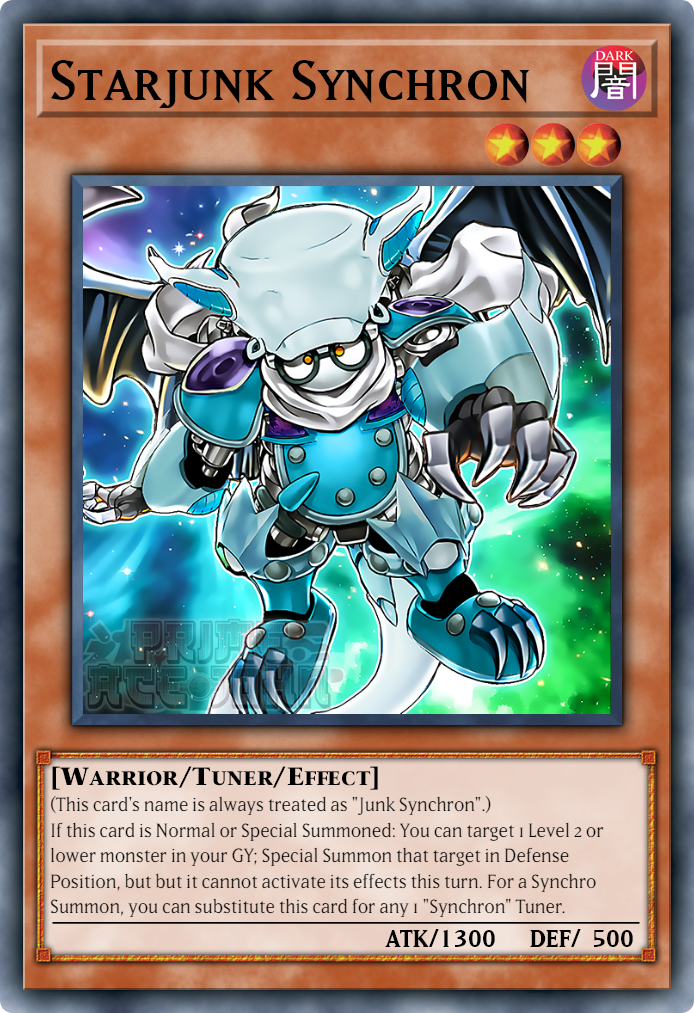 Starjunk Synchron
DARK
闇
[Warrior/Tuner/Effect]
(This card's name is always treated as "Junk Synchron".)
If this card is Normal or Special Summoned: You can target 1 Level 2 or
lower monster in your GY; Special Summon that target in Defense
Position, but but it cannot activate its effects this turn. For a Synchro
Summon, you can substitute this card for any 1 "Synchron" Tuner.
ATK/1300 DEF/ 500